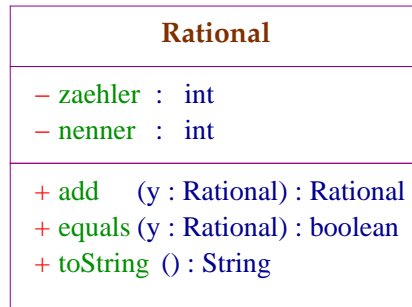 Rational
– zaehler : int
– nenner : int
+ add (y : Rational) : Rational
+ equals (y : Rational) : boolean
+ toString () : String